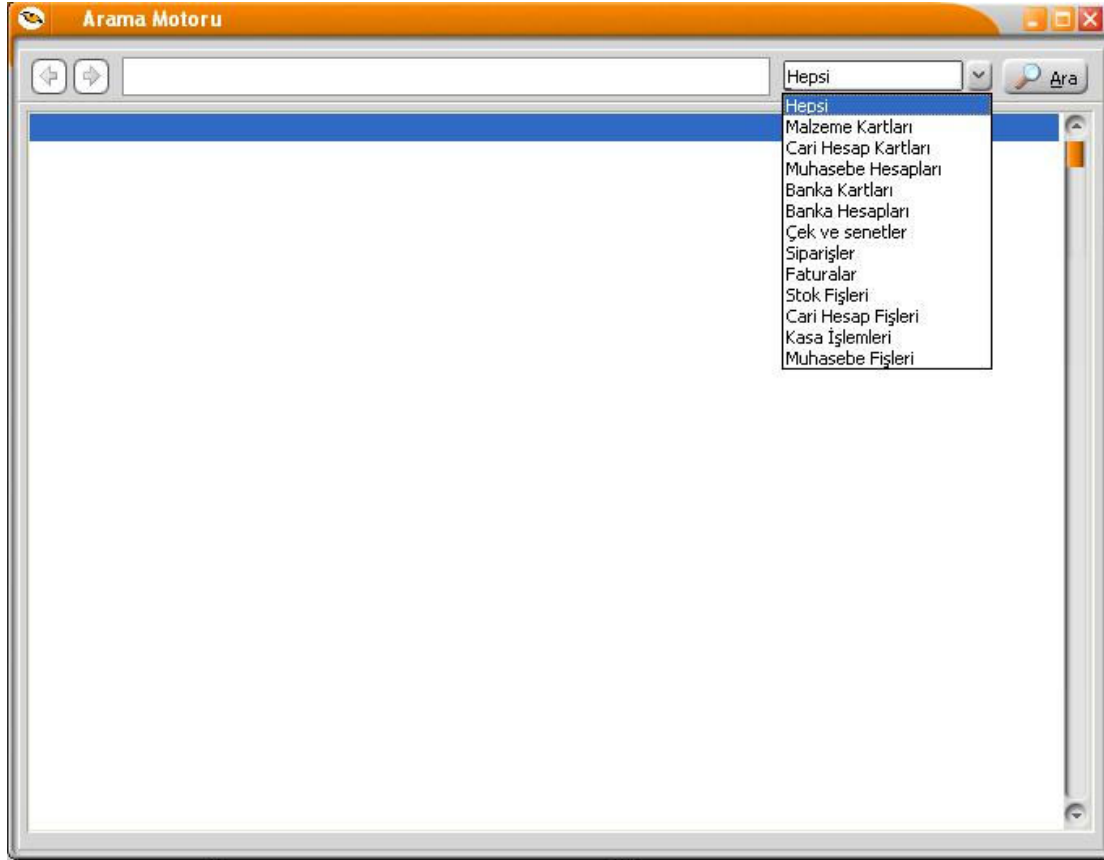 Arama Motoru
Hepsi
Ara
Hepsi
Malzeme Kartları
Cari Hesap Kartları
Muhasebe Hesapları
Banka Kartları
Banka Hesapları
Çek ve senetler
Siparişler
Faturalar
Stok Fişleri
Cari Hesap Fişleri
Kasa İşlemleri
Muhasebe Fişleri